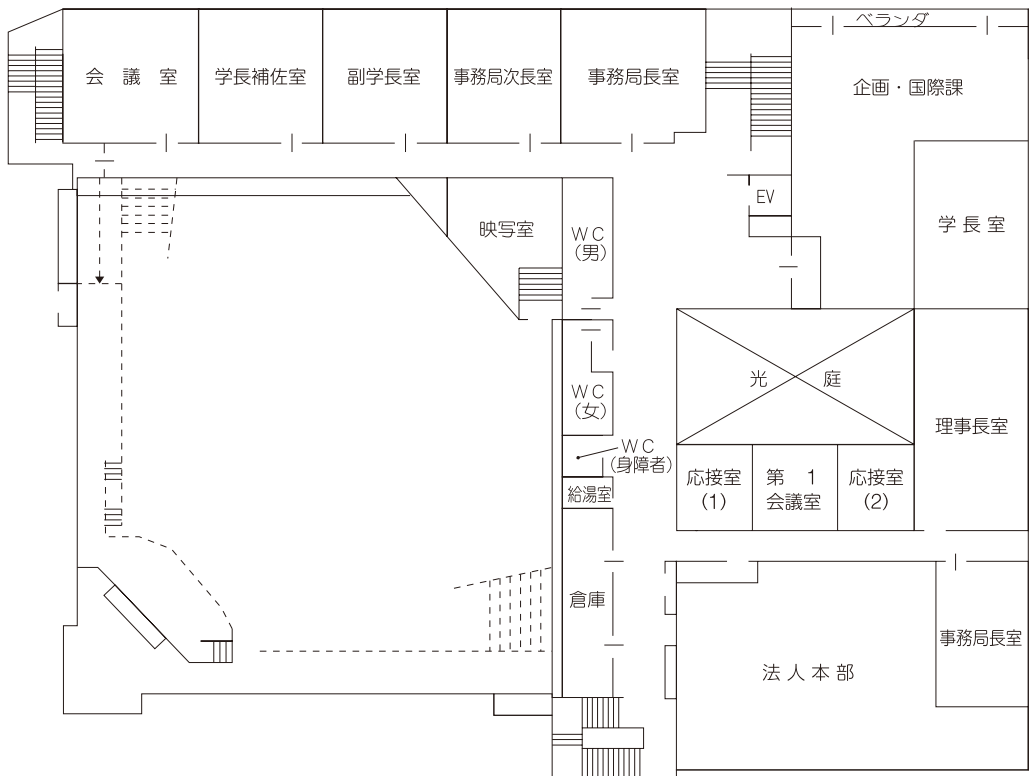 ベランダ
会議室
学長補佐室
副学長室
事務局次長室
事務局長室
企画・国際課
EV
学長室
映写室
WC
(男)
光庭
WC
(女)
理事長室
WC
(身障者)
応接室
(1)
第1
会議室
応接室
(2)
給湯室
倉庫
事務局長室
法人本部